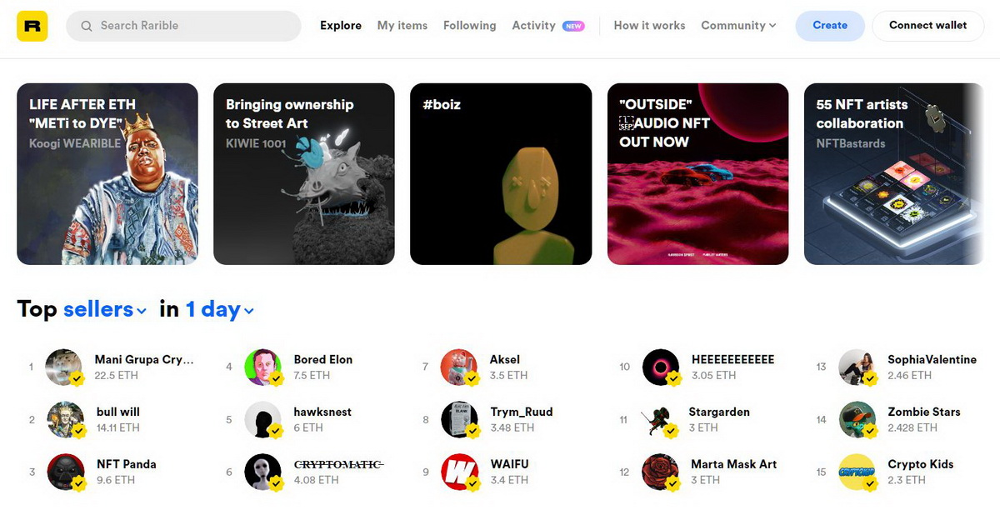 R
Search Rarible
Explore My items Following Activity NEW How it works Community Create Connect wallet
LIFE AFTER ETH
"METi to DYE"
Koogi WEARIBLE
Bringing ownership
to Street Art
KIWIE 1001
#boiz
"OUTSIDE"
L SEP AUDIO NFT
OUT NOW
55 NFT artists
collaboration
NFTBastards
Top sellers in 1 day
1 Mani Grupa Cry...
22.5 ETH
2 bull will
14.11 ETH
3 NFT Panda
9.6 ETH
4 Bored Elon
7.5 ETH
5 hawksnest
6 ETH
6 CRYPTOMATIC
4.08 ETH
7 Aksel
3.5 ETH
8 Trym_Ruud
3.48 ETH
9 WAIFU
3.4 ETH
W
10 HEEEEEEEEEEE
3.05 ETH
11 Stargarden
3 ETH
12 Marta Mask Art
3 ETH
13 SophiaValentine
2.46 ETH
14 Zombie Stars
2.428 ETH
15 Crypto Kids
2.3 ETH